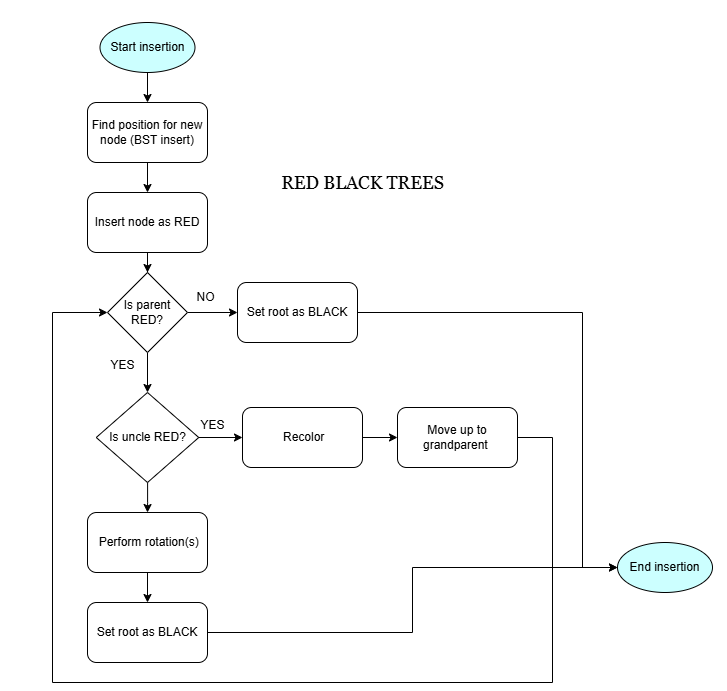 Start insertion
Find position for new
node (BST insert)
RED BLACK TREES
Insert node as RED
Is parent
RED?
NO
Set root as BLACK
YES
Is uncle RED?
YES
Recolor
Move up to
grandparent
Perform rotation(s)
End insertion
Set root as BLACK